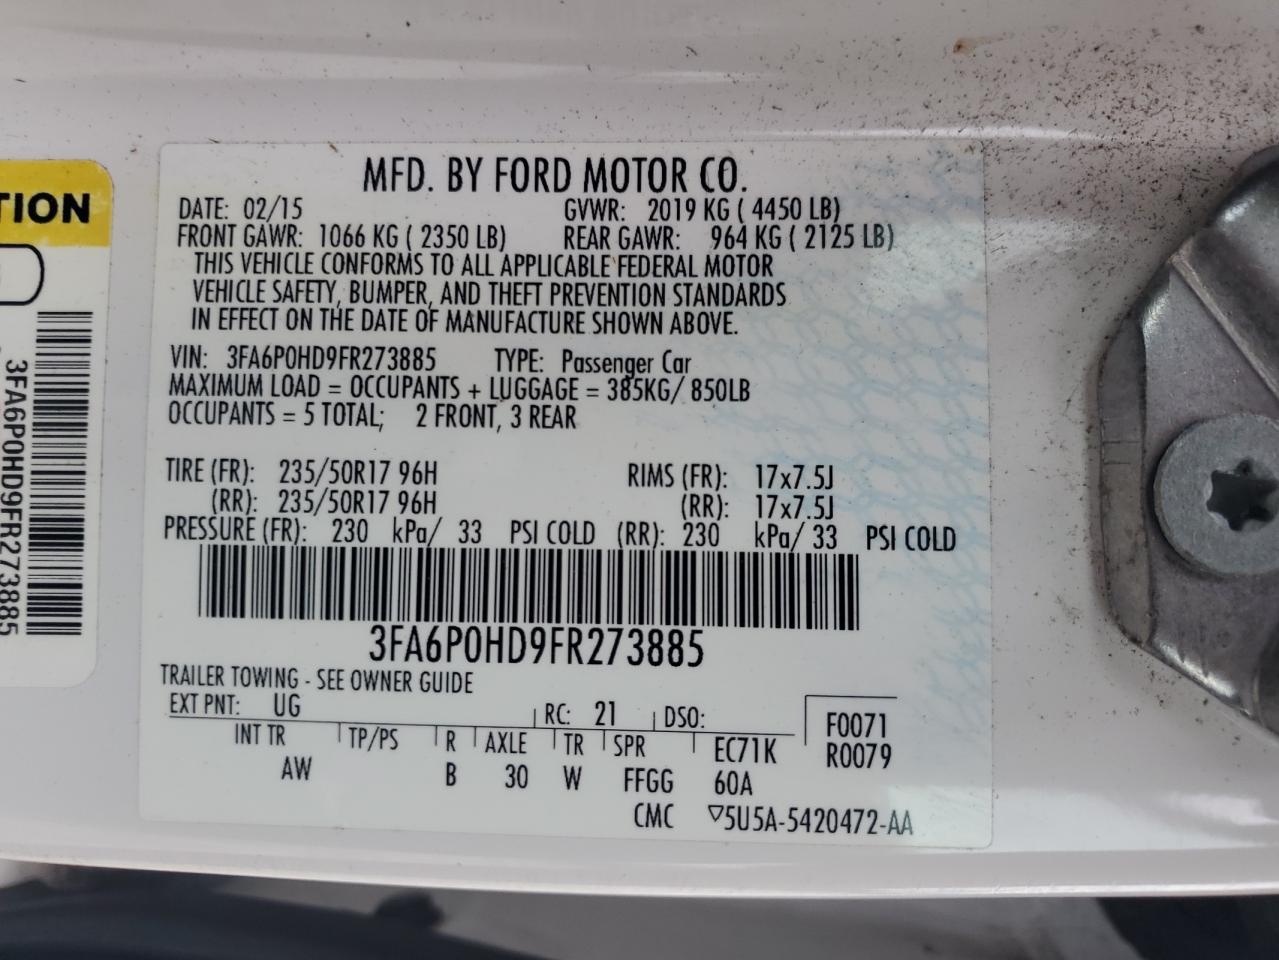 TION
3FA6P0HD9FR273885
MFD. BY FORD MOTOR CO.
DATE: 02/15 GVWR: 2019 KG ( 4450 LB)
FRONT GAWR: 1066 KG ( 2350 LB) REAR GAWR: 964 KG ( 2125 LB)
THIS VEHICLE CONFORMS TO ALL APPLICABLE FEDERAL MOTOR
VEHICLE SAFETY, BUMPER, AND THEFT PREVENTION STANDARDS
IN EFFECT ON THE DATE OF MANUFACTURE SHOWN ABOVE.
VIN: 3FA6P0HD9FR273885 TYPE: Passenger Car
MAXIMUM LOAD = OCCUPANTS + LUGGAGE = 385KG/ 850LB
OCCUPANTS = 5 TOTAL; 2 FRONT, 3 REAR
TIRE (FR): 235/50R17 96H RIMS (FR): 17x7.5J
(RR): 235/50R17 96H (RR): 17x7.5J
PRESSURE (FR): 230 kPa/ 33 PSI COLD (RR): 230 kPa/ 33 PSI COLD
3FA6P0HD9FR273885
TRAILER TOWING - SEE OWNER GUIDE
EXT PNT: UG RC: 21 DSO: F0071
INT TR TP/PS R AXLE TR SPR EC71K R0079
AW B 30 W FFGG 60A
CMC ▽5U5A-5420472-AA